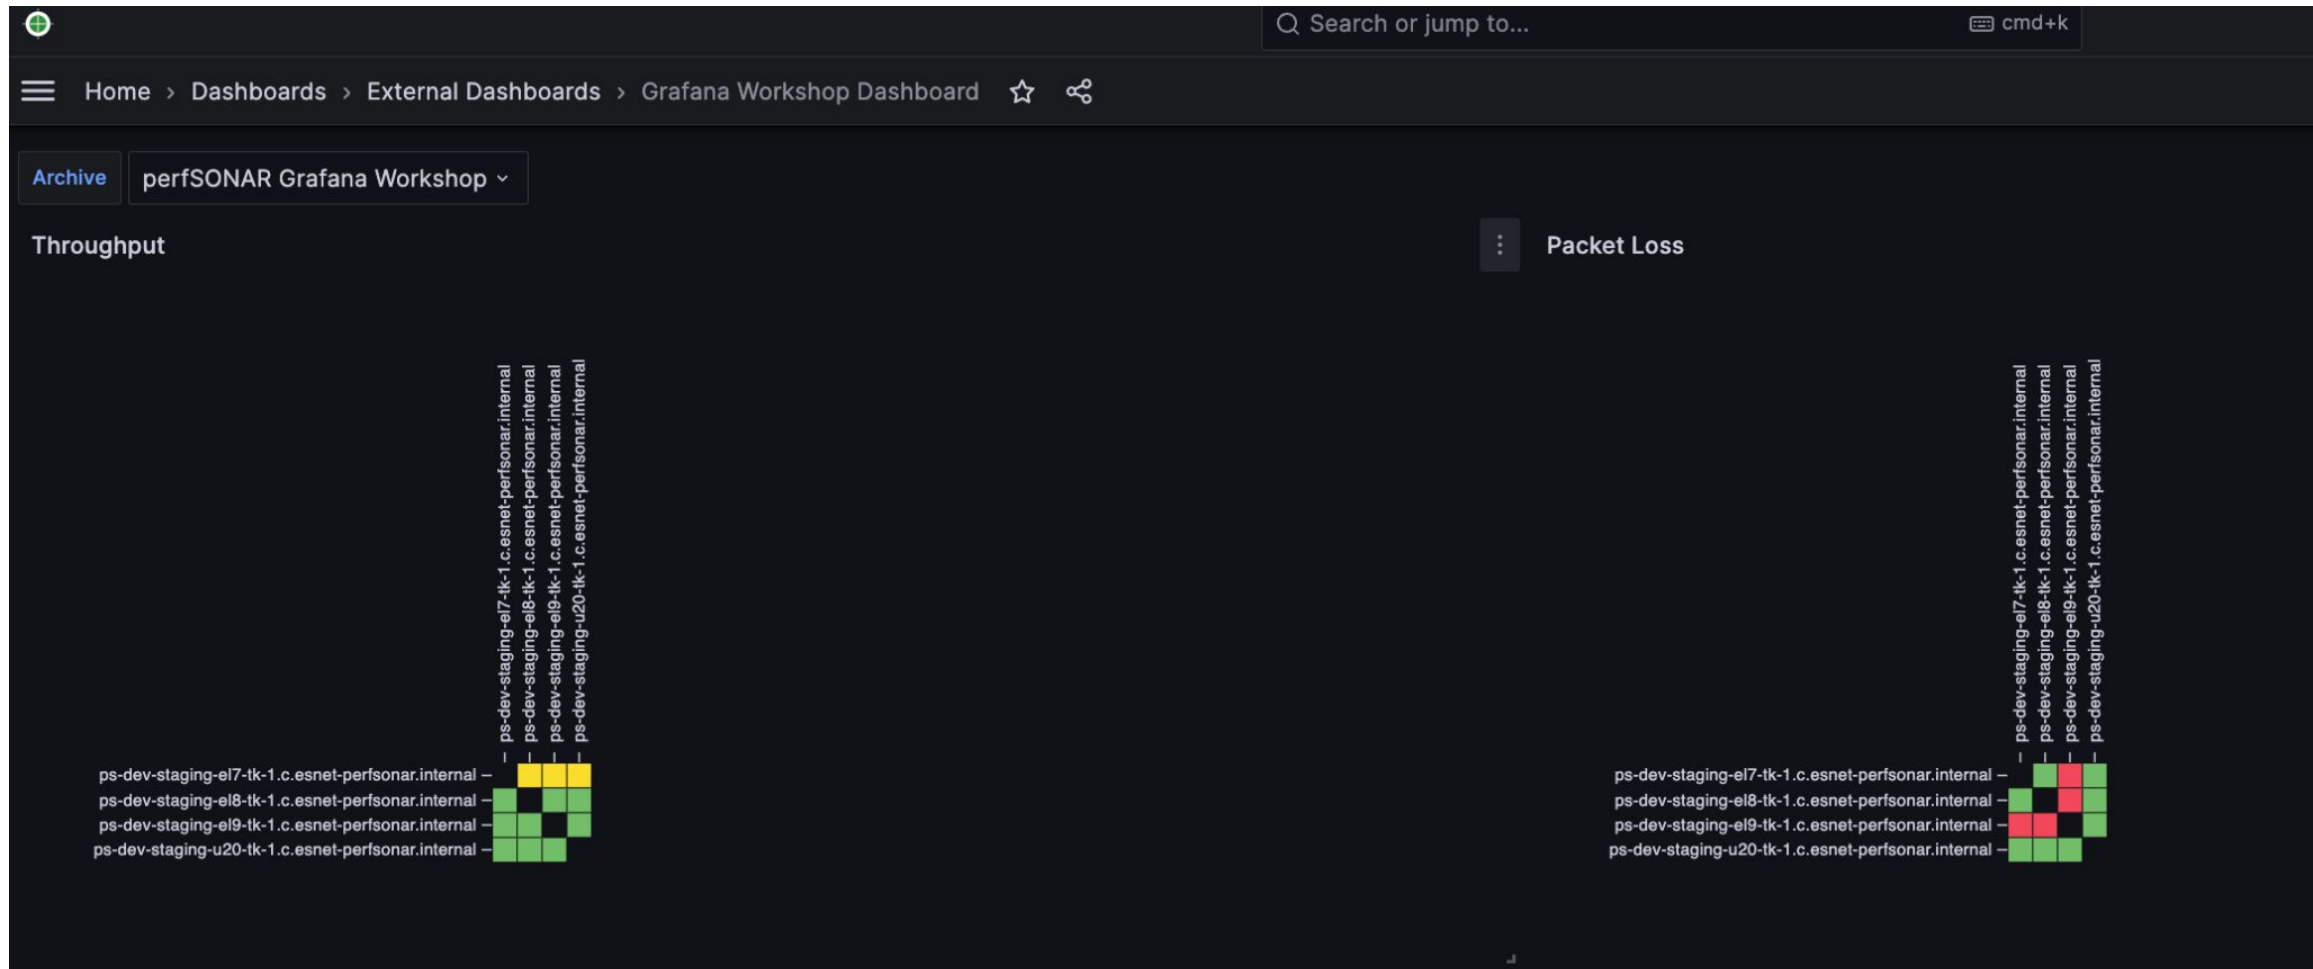 Search or jump to...
cmd+k
Home › Dashboards › External Dashboards › Grafana Workshop Dashboard
Archive
perfSONAR Grafana Workshop
Throughput
ps-dev-staging-el7-tk-1.c.esnet-perfsonar.internal
ps-dev-staging-el8-tk-1.c.esnet-perfsonar.internal
ps-dev-staging-el9-tk-1.c.esnet-perfsonar.internal
ps-dev-staging-u20-tk-1.c.esnet-perfsonar.internal
ps-dev-staging-el7-tk-1.c.esnet-perfsonar.internal
ps-dev-staging-el8-tk-1.c.esnet-perfsonar.internal
ps-dev-staging-el9-tk-1.c.esnet-perfsonar.internal
ps-dev-staging-u20-tk-1.c.esnet-perfsonar.internal
Packet Loss
ps-dev-staging-el7-tk-1.c.esnet-perfsonar.internal
ps-dev-staging-el8-tk-1.c.esnet-perfsonar.internal
ps-dev-staging-el9-tk-1.c.esnet-perfsonar.internal
ps-dev-staging-u20-tk-1.c.esnet-perfsonar.internal
ps-dev-staging-el7-tk-1.c.esnet-perfsonar.internal
ps-dev-staging-el8-tk-1.c.esnet-perfsonar.internal
ps-dev-staging-el9-tk-1.c.esnet-perfsonar.internal
ps-dev-staging-u20-tk-1.c.esnet-perfsonar.internal